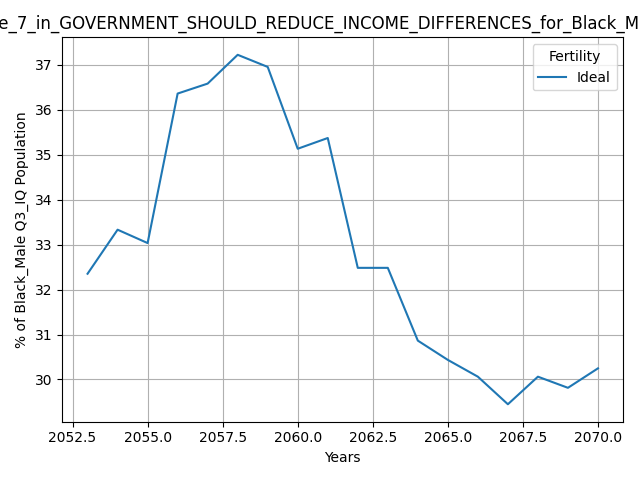 e_7_in_GOVERNMENT_SHOULD_REDUCE_INCOME_DIFFERENCES_for_Black_M
Fertility
Ideal
37
36
35
34
33
32
31
30
% of Black_Male Q3_IQ Population
2052.5 2055.0 2057.5 2060.0 2062.5 2065.0 2067.5 2070.0
Years